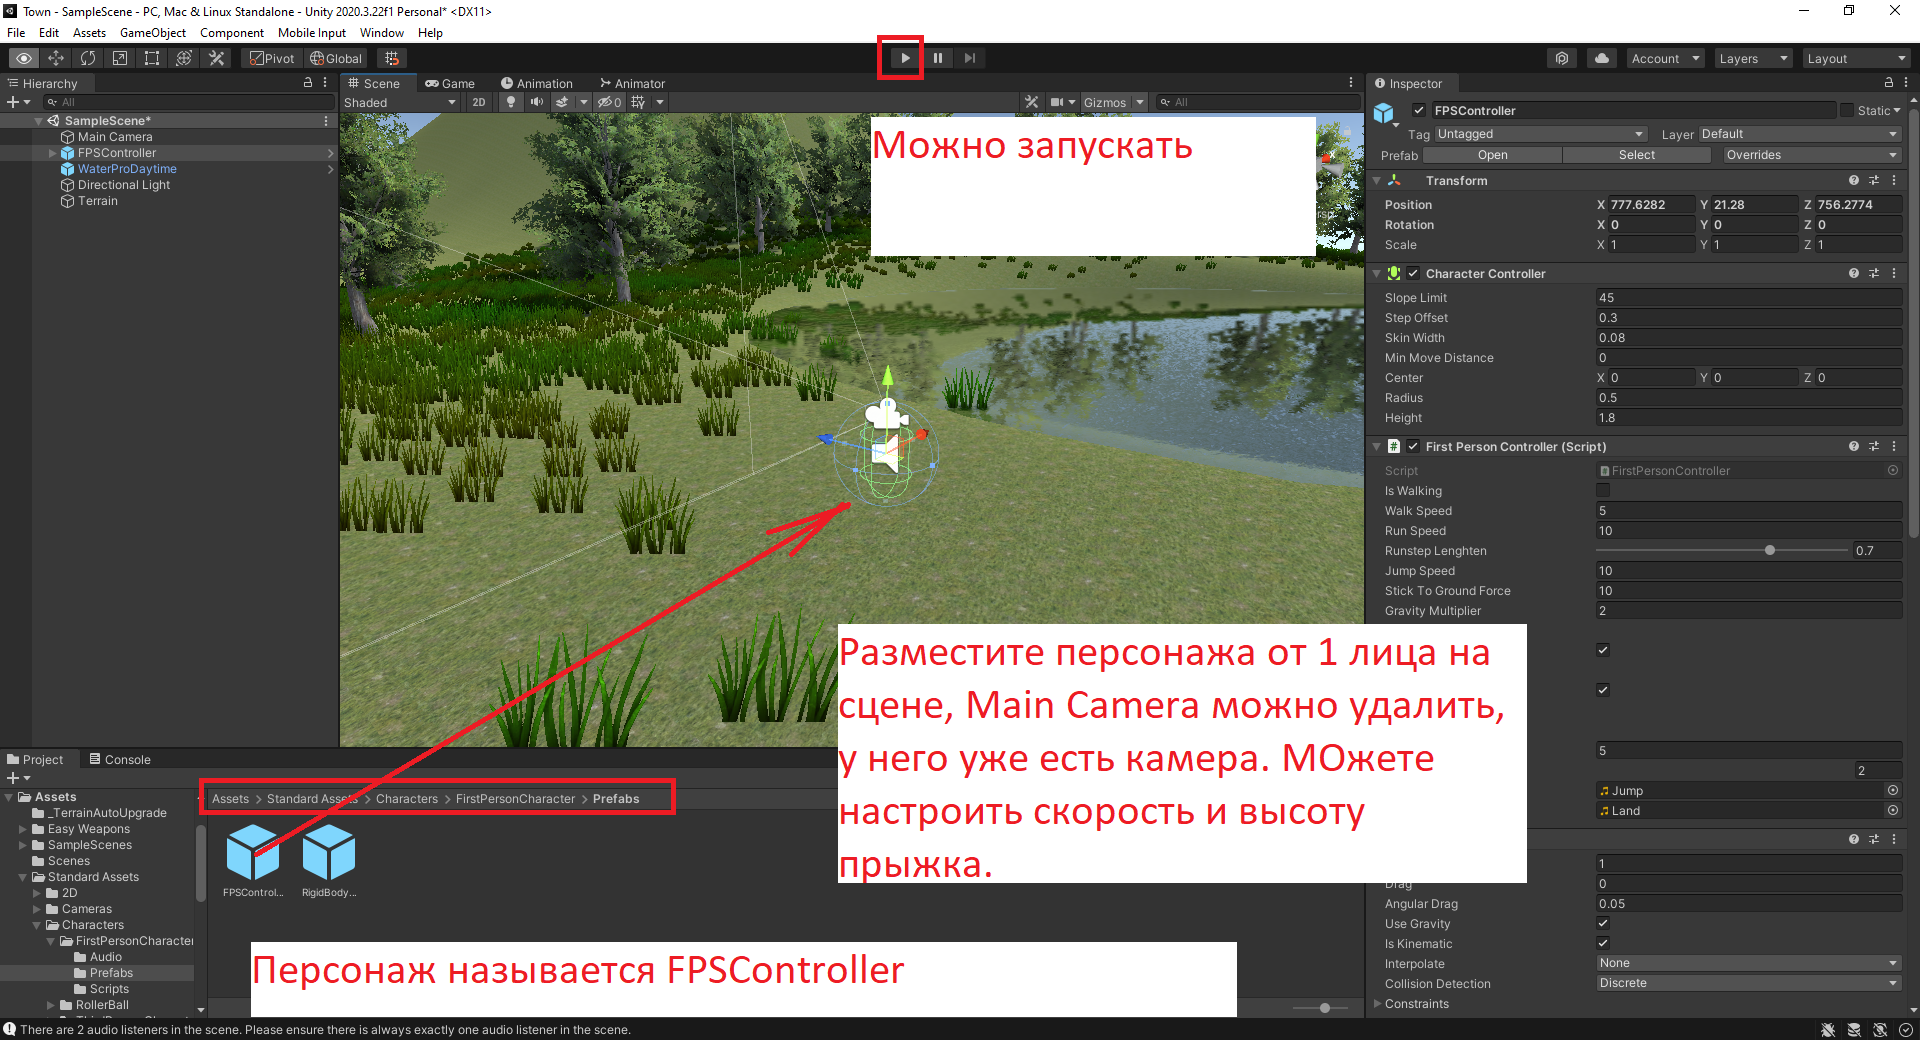 Town - SampleScene - PC, Mac & Linux Standalone - Unity 2020.3.22f1 Personal* <DX11>
File Edit Assets GameObject Component Mobile Input Window Help
Pivot Global Account Layers Layout
Hierarchy
All
SampleScene*
Main Camera
FPSController
WaterProDaytime
Directional Light
Terrain
Scene Game Animation Animator
Shaded 2D 0 Gizmos All
Можно запускать
Разместите персонажа от 1 лица на
сцене, Main Camera можно удалить,
у него уже есть камера. МОжете
настроить скорость и высоту
прыжка.
Персонаж называется FPSController
Inspector
FPSController Static
Tag Untagged Layer Default
Prefab Open Select Overrides
Transform
Position X 777.6282 Y 21.28 Z 756.2774
Rotation X 0 Y 0 Z 0
Scale X 1 Y 1 Z 1
Character Controller
Slope Limit 45
Step Offset 0.3
Skin Width 0.08
Min Move Distance 0
Center X 0 Y 0 Z 0
Radius 0.5
Height 1.8
First Person Controller (Script)
Script FirstPersonController
Is Walking
Walk Speed 5
Run Speed 10
Runstep Lenghten 0.7
Jump Speed 10
Stick To Ground Force 10
Gravity Multiplier 2
5
2
Jump
Land
1
Drag 0
Angular Drag 0.05
Use Gravity
Is Kinematic
Interpolate None
Collision Detection Discrete
Constraints
Project Console
Assets
_TerrainAutoUpgrade
Easy Weapons
SampleScenes
Scenes
Standard Assets
2D
Cameras
Characters
FirstPersonCharacter
Audio
Prefabs
Scripts
RollerBall
Assets > Standard Assets > Characters > FirstPersonCharacter > Prefabs
FPSControl... RigidBody...
There are 2 audio listeners in the scene. Please ensure there is always exactly one audio listener in the scene.